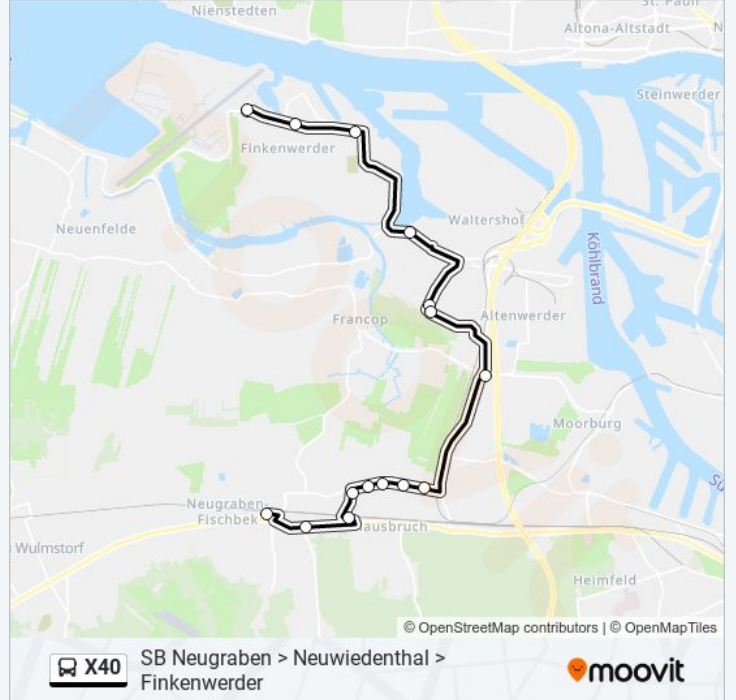 Nienstedten
St. Pauli
Altona-Altstadt
N
Steinwerder
Finkenwerder
Waltershof
Neuenfelde
Köhlbrand
Francop
Altenwerder
Moorburg
Neugraben-
Fischbek
Hausbruch
Wulmstorf
Heimfeld
© OpenStreetMap contributors | © OpenMapTiles
X40
SB Neugraben > Neuwiedenthal >
Finkenwerder
moovit